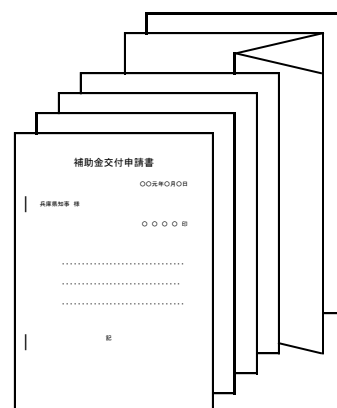 補助金交付申請書
〇〇元年〇月〇日
兵庫県知事 様
〇 〇 〇 〇 印
記